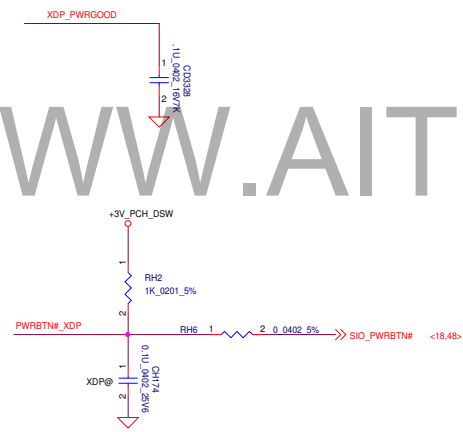 XDP_PWRGOOD
1
CD3328
.1U_0402_16V7K
2
WW.AIT
+3V_PCH_DSW
1
RH2
1K_0201_5%
2
PWRBTN#_XDP
RH6 1 2 0_0402_5%
SIO_PWRBTN# <18,48>
1
CH174
0.1U_0402_25V6
XDP@
2